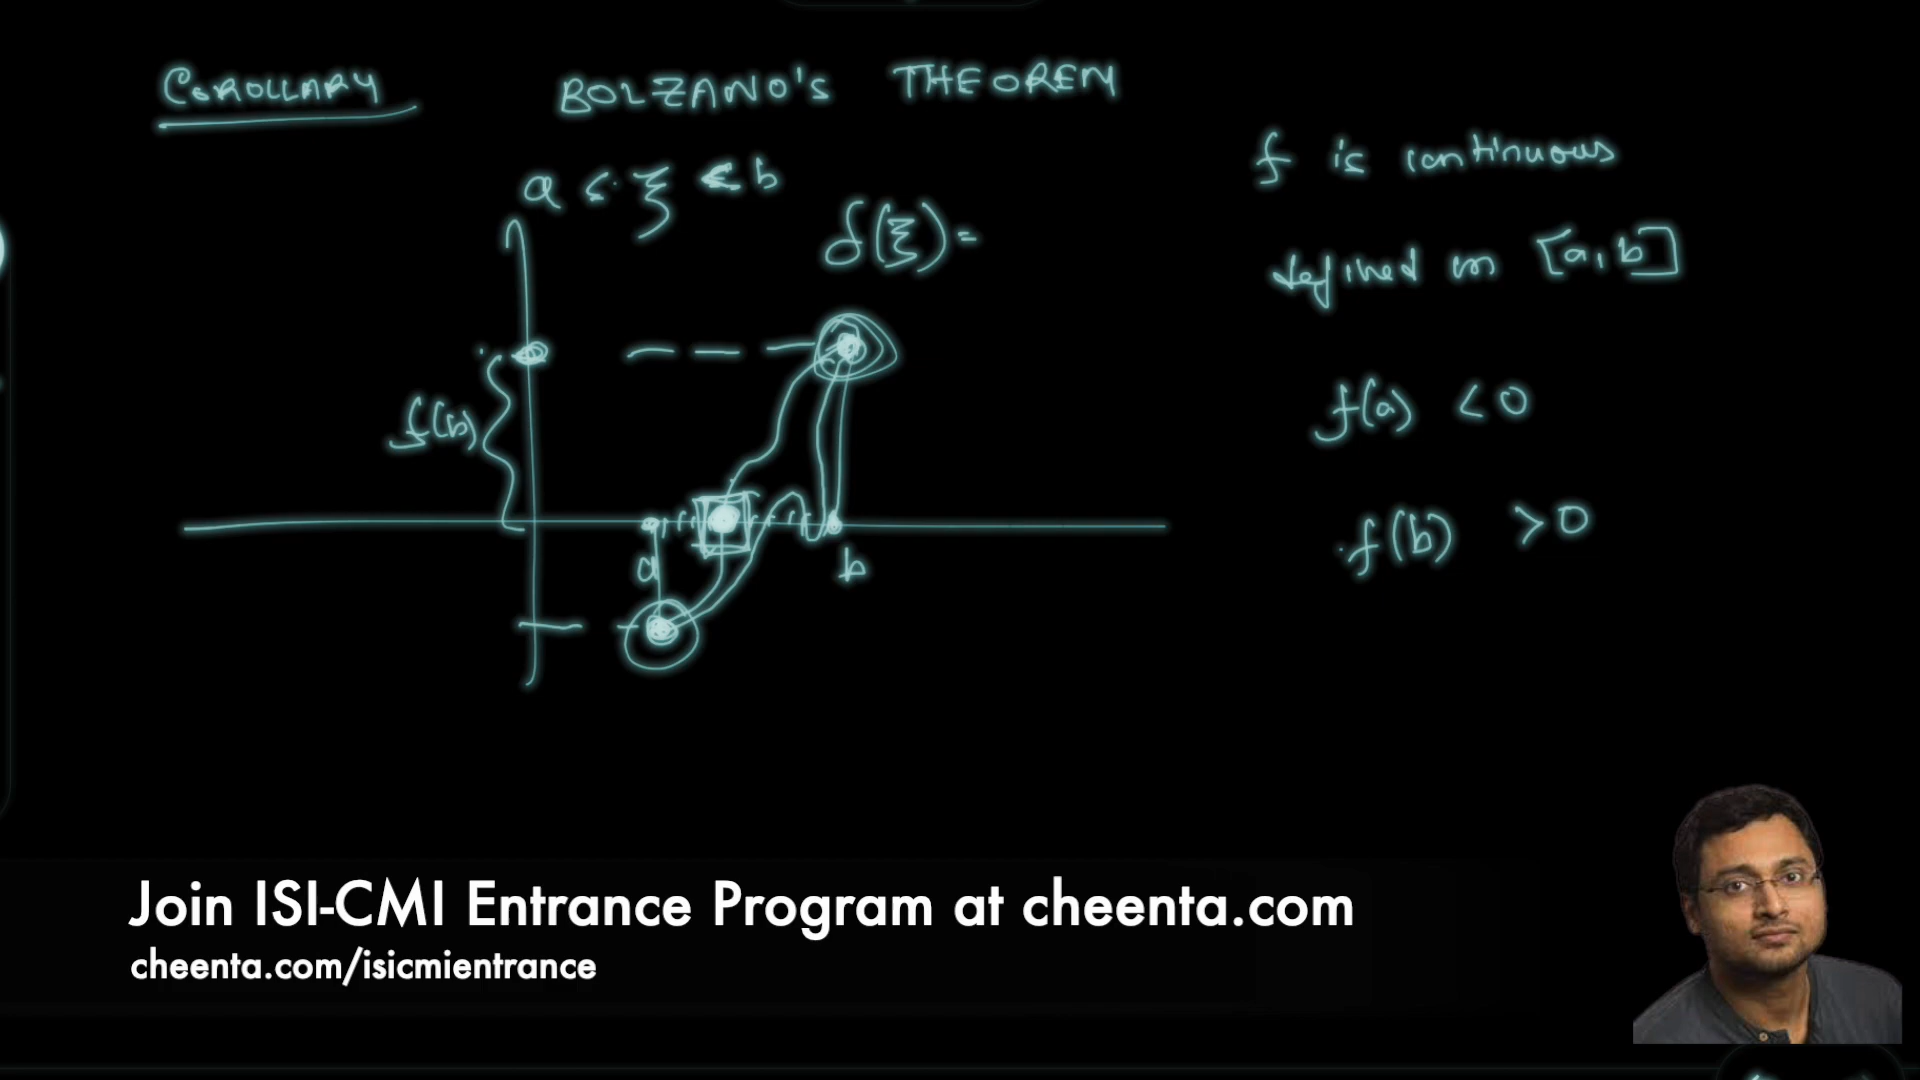 COROLLARY BOLZANO'S THEOREM
f is continuous
a < ξ < b
f(ξ) =
defined on [a, b]
f(b)
f(a) < 0
f(b) > 0
a b
Join ISI-CMI Entrance Program at cheenta.com
cheenta.com/isicmientrance